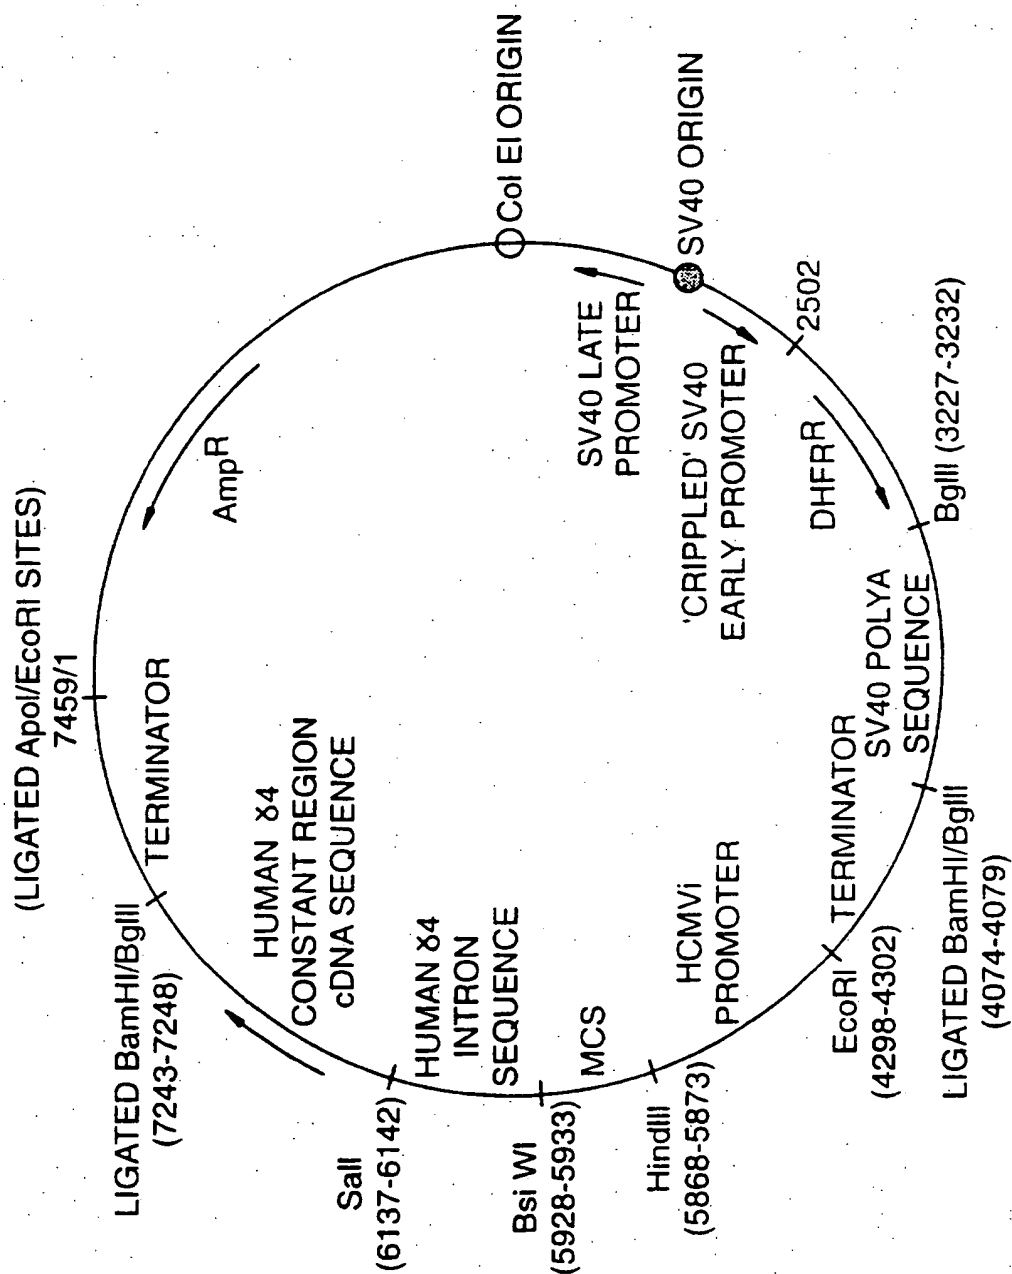 (LIGATED ApoI/EcoRI SITES)
7459/1
TERMINATOR
Amp^R
Col EI ORIGIN
SV40 LATE
PROMOTER
SV40 ORIGIN
'CRIPPLED' SV40
EARLY PROMOTER
2502
DHFR^R
BglII (3227-3232)
SV40 POLYA
SEQUENCE
LIGATED BamHI/BglII
(4074-4079)
TERMINATOR
EcoRI
(4298-4302)
HCMVi
PROMOTER
HindIII
(5868-5873)
MCS
Bsi WI
(5928-5933)
HUMAN γ4
INTRON
SEQUENCE
SalI
(6137-6142)
HUMAN γ4
CONSTANT REGION
cDNA SEQUENCE
LIGATED BamHI/BglII
(7243-7248)